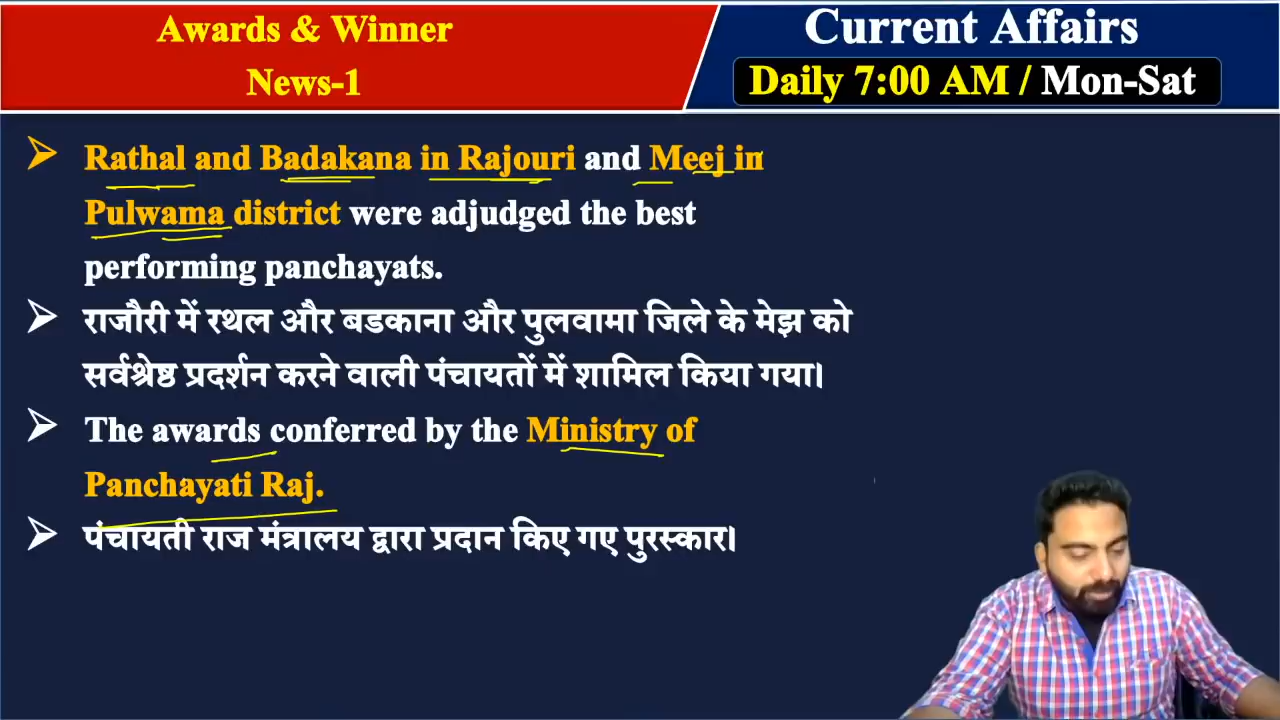 Awards & Winner
News-1
Current Affairs
Daily 7:00 AM / Mon-Sat
Rathal and Badakana in Rajouri and Meej in
Pulwama district were adjudged the best
performing panchayats.
राजौरी में रथल और बडकाना और पुलवामा जिले के मेझ को
सर्वश्रेष्ठ प्रदर्शन करने वाली पंचायतों में शामिल किया गया।
The awards conferred by the Ministry of
Panchayati Raj.
पंचायती राज मंत्रालय द्वारा प्रदान किए गए पुरस्कार।